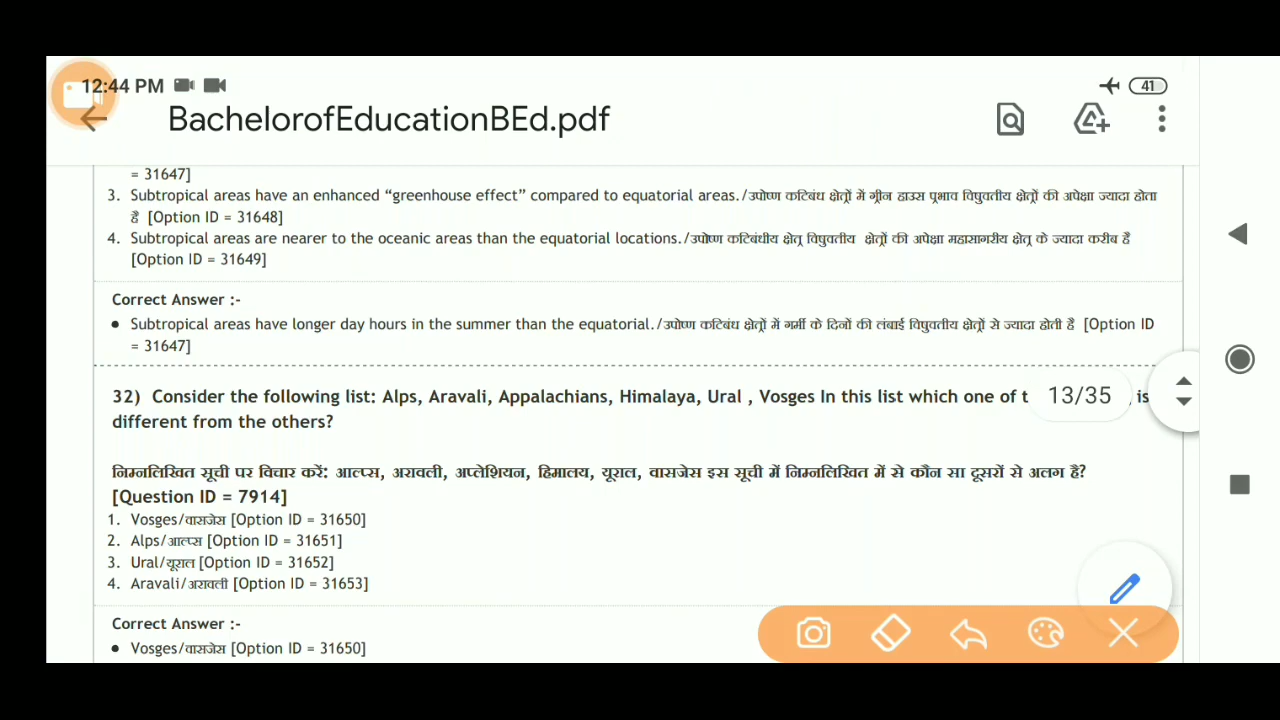 12:44 PM
41
BachelorofEducationBEd.pdf
= 31647]
3. Subtropical areas have an enhanced “greenhouse effect” compared to equatorial areas./उपोष्ण कटिबंध क्षेत्रों में ग्रीन हाउस प्रभाव विषुवतीय क्षेत्रों की अपेक्षा ज्यादा होता
है [Option ID = 31648]
4. Subtropical areas are nearer to the oceanic areas than the equatorial locations./उपोष्ण कटिबंधीय क्षेत्र विषुवतीय क्षेत्रों की अपेक्षा महासागरीय क्षेत्र के ज्यादा करीब है
[Option ID = 31649]
Correct Answer :-
• Subtropical areas have longer day hours in the summer than the equatorial./उपोष्ण कटिबंध क्षेत्रों में गर्मी के दिनों की लंबाई विषुवतीय क्षेत्रों से ज्यादा होती है [Option ID
= 31647]
32) Consider the following list: Alps, Aravali, Appalachians, Himalaya, Ural , Vosges In this list which one of t 13/35 is
different from the others?
निम्नलिखित सूची पर विचार करें: आल्प्स, अरावली, अप्लेशियन, हिमालय, यूराल, वासजेस इस सूची में निम्नलिखित में से कौन सा दूसरों से अलग है?
[Question ID = 7914]
1. Vosges/वासजेस [Option ID = 31650]
2. Alps/आल्प्स [Option ID = 31651]
3. Ural/यूराल [Option ID = 31652]
4. Aravali/अरावली [Option ID = 31653]
Correct Answer :-
• Vosges/वासजेस [Option ID = 31650]